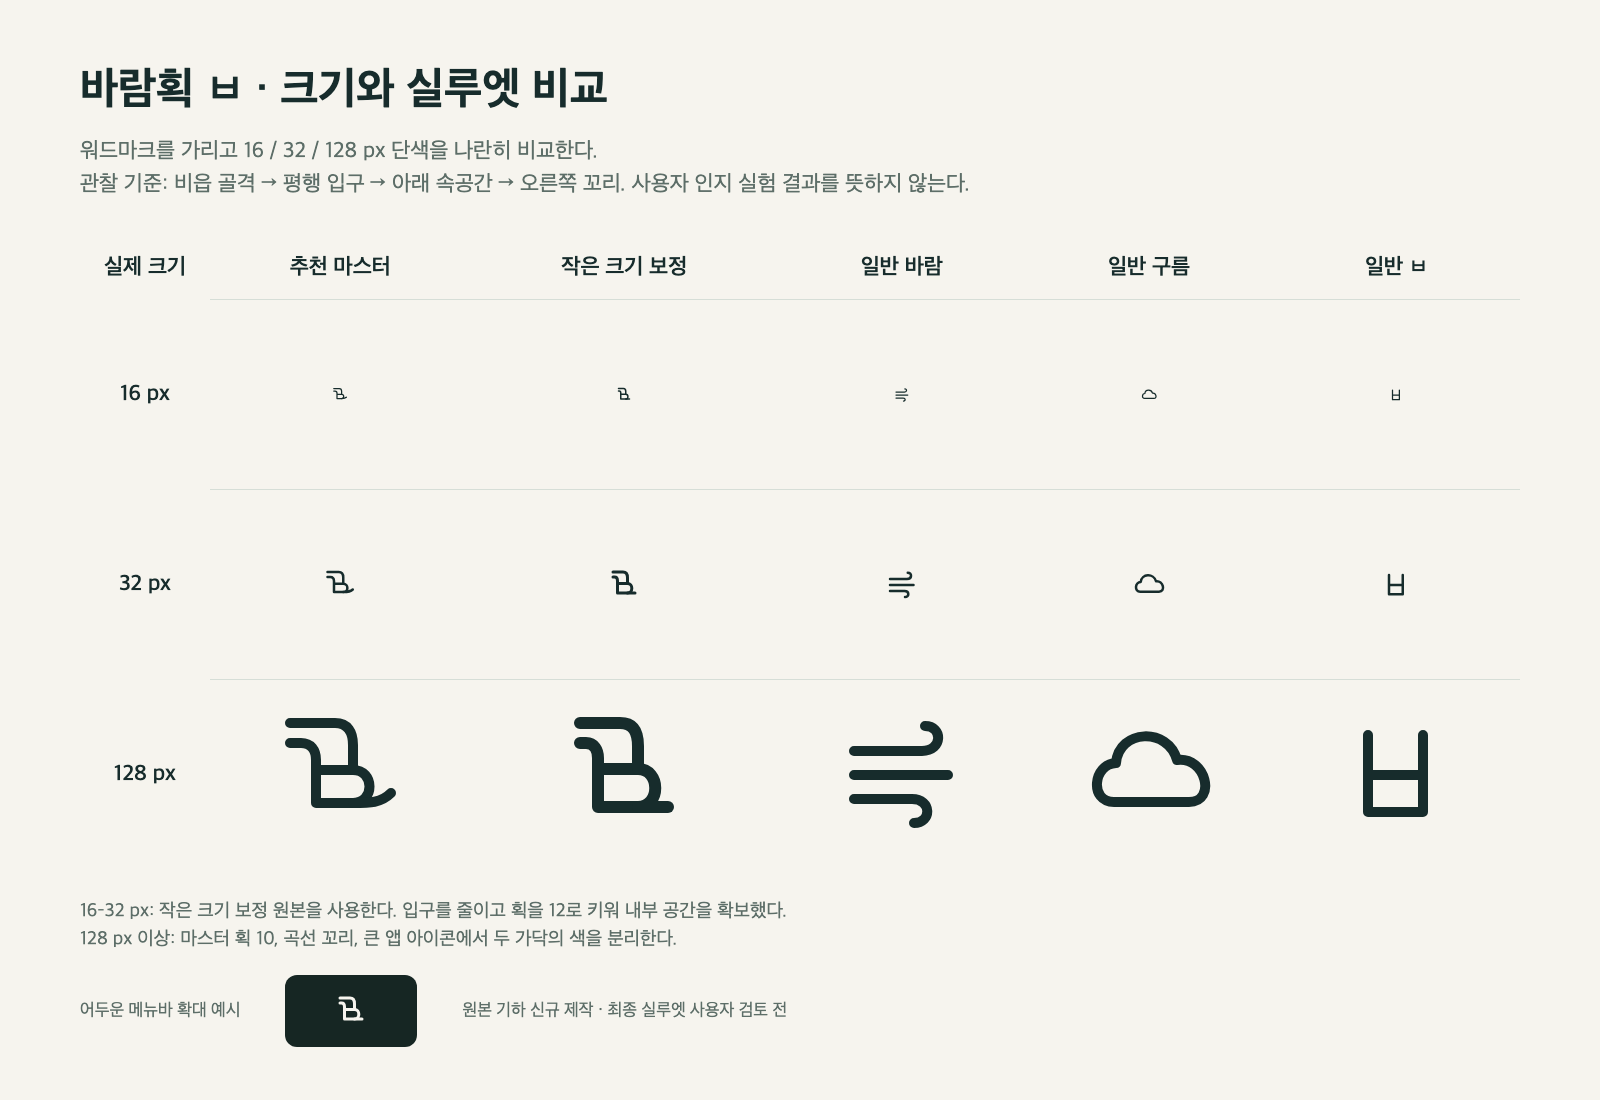 바람획 ㅂ · 크기와 실루엣 비교
워드마크를 가리고 16 / 32 / 128 px 단색을 나란히 비교한다.
관찰 기준: 비읍 골격 → 평행 입구 → 아래 속공간 → 오른쪽 꼬리. 사용자 인지 실험 결과를 뜻하지 않는다.
실제 크기 추천 마스터 작은 크기 보정 일반 바람 일반 구름 일반 ㅂ
16 px
32 px
128 px
16-32 px: 작은 크기 보정 원본을 사용한다. 입구를 줄이고 획을 12로 키워 내부 공간을 확보했다.
128 px 이상: 마스터 획 10, 곡선 꼬리, 큰 앱 아이콘에서 두 가닥의 색을 분리한다.
어두운 메뉴바 확대 예시 원본 기하 신규 제작 · 최종 실루엣 사용자 검토 전